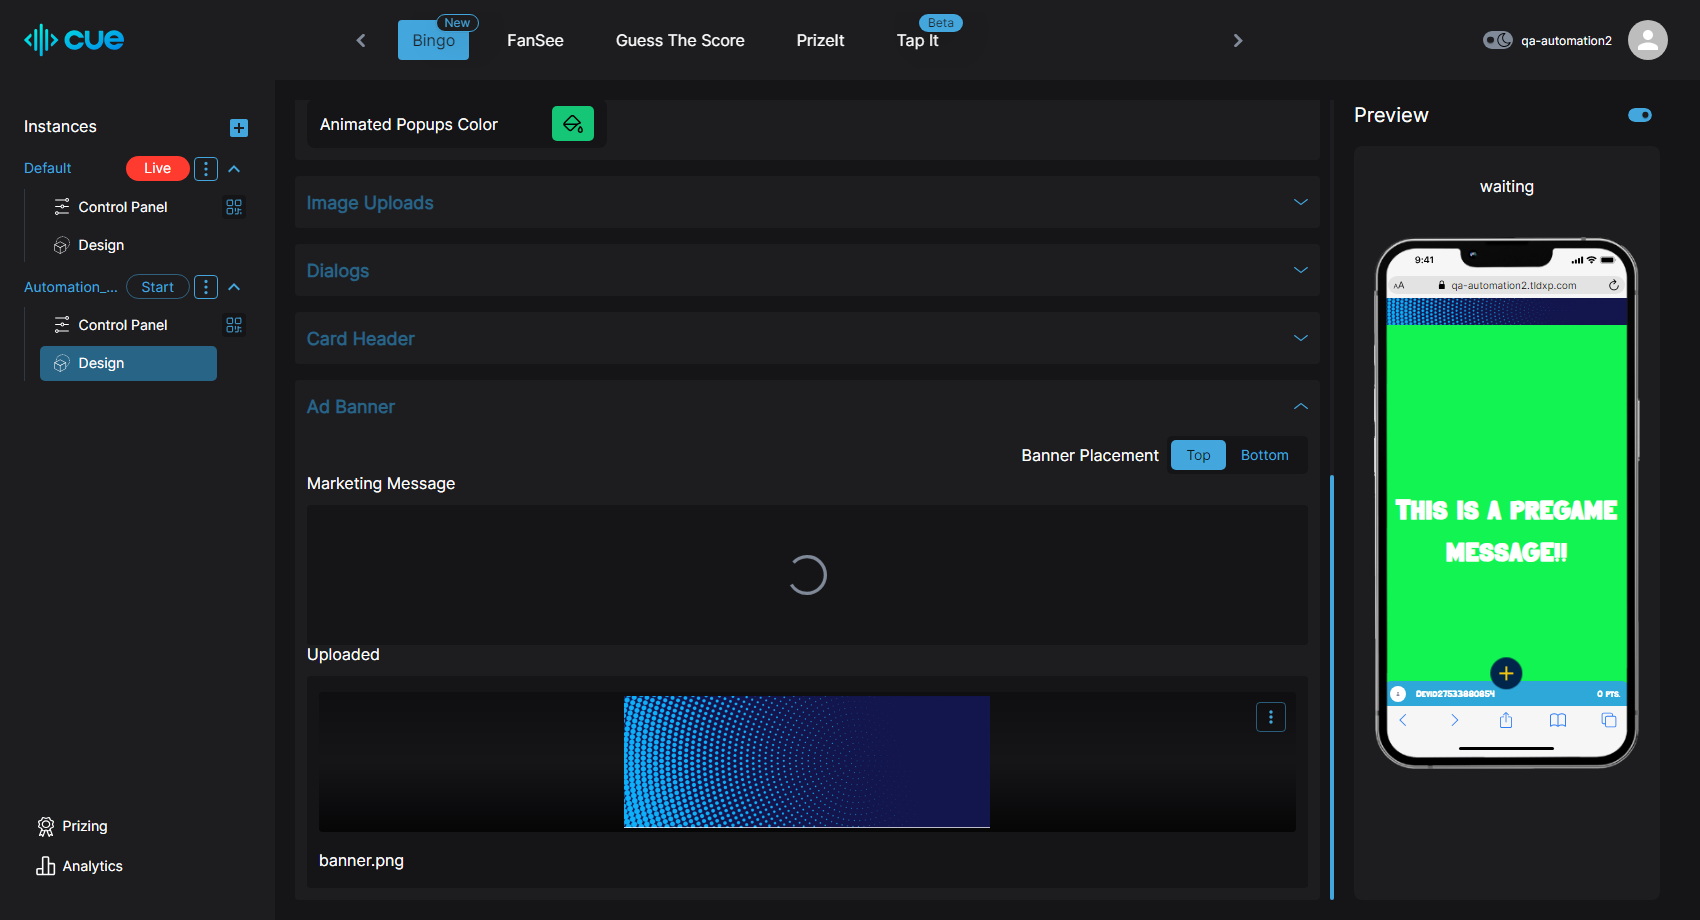 cue
Bingo
New
FanSee
Guess The Score
PrizeIt
Tap It
Beta
qa-automation2
Instances
Default
Live
Control Panel
Design
Automation_...
Start
Control Panel
Design
Prizing
Analytics
Animated Popups Color
Image Uploads
Dialogs
Card Header
Ad Banner
Banner Placement
Top
Bottom
Marketing Message
Uploaded
banner.png
Preview
waiting
9:41
AA
qa-automation2.tldxp.com
THIS IS A PREGAME
MESSAGE!!
0 PTS.